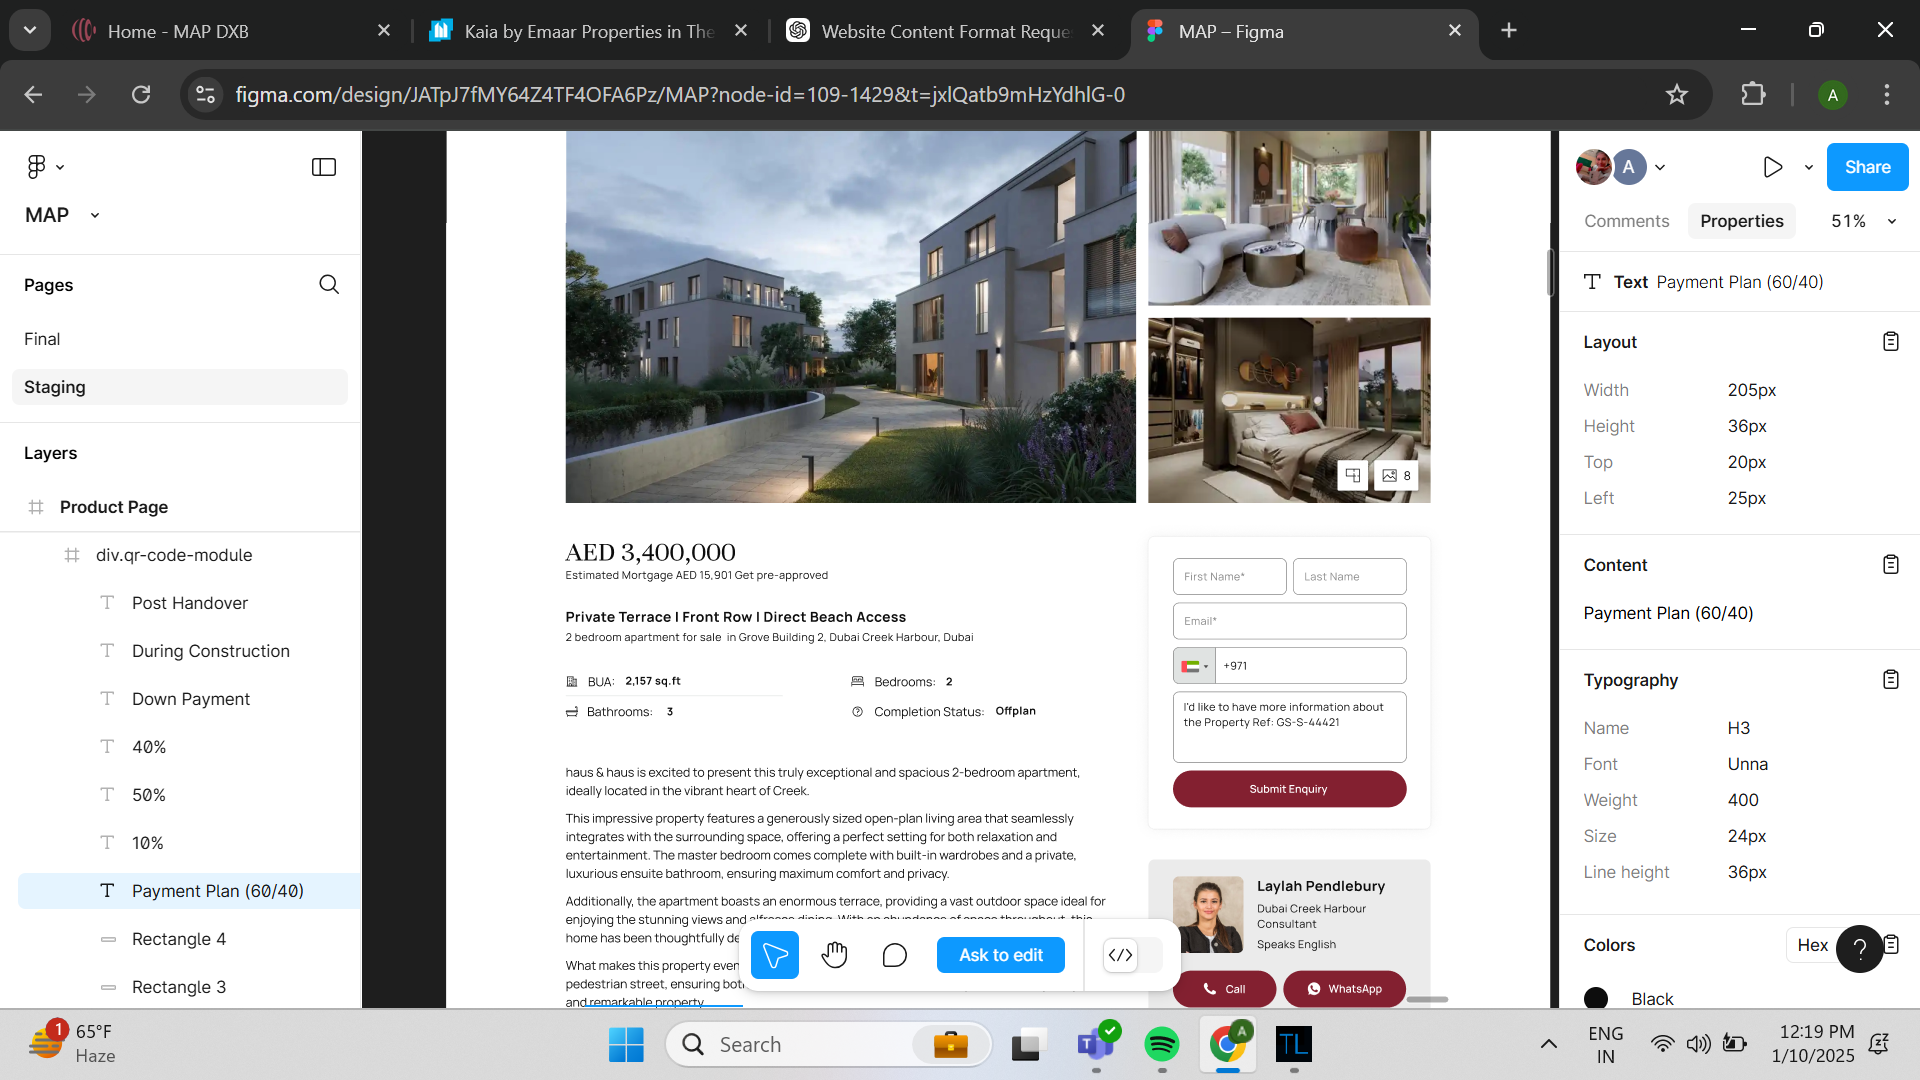 Home - MAP DXB
Kaia by Emaar Properties in The
Website Content Format Reque
MAP – Figma
figma.com/design/JATpJ7fMY64Z4TF4OFA6Pz/MAP?node-id=109-1429&t=jxlQatb9mHzYdhlG-0
A
MAP
Pages
Final
Staging
Layers
Product Page
div.qr-code-module
Post Handover
During Construction
Down Payment
40%
50%
10%
Payment Plan (60/40)
Rectangle 4
Rectangle 3
8
AED 3,400,000
Estimated Mortgage AED 15,901 Get pre-approved
Private Terrace I Front Row I Direct Beach Access
2 bedroom apartment for sale in Grove Building 2, Dubai Creek Harbour, Dubai
BUA: 2,157 sq.ft
Bedrooms: 2
Bathrooms: 3
Completion Status: Offplan
haus & haus is excited to present this truly exceptional and spacious 2-bedroom apartment,
ideally located in the vibrant heart of Creek.
This impressive property features a generously sized open-plan living area that seamlessly
integrates with the surrounding space, offering a perfect setting for both relaxation and
entertainment. The master bedroom comes complete with built-in wardrobes and a private,
luxurious ensuite bathroom, ensuring maximum comfort and privacy.
Additionally, the apartment boasts an enormous terrace, providing a vast outdoor space ideal for
enjoying the stunning views and alfresco dining. With an abundance of space throughout, this
home has been thoughtfully de
What makes this property even
pedestrian street, ensuring bot
and remarkable property.
First Name*
Last Name
Email*
+971
I'd like to have more information about
the Property Ref: GS-S-44421
Submit Enquiry
Laylah Pendlebury
Dubai Creek Harbour
Consultant
Speaks English
Call
WhatsApp
Ask to edit
A
Share
Comments
Properties
51%
Text Payment Plan (60/40)
Layout
Width 205px
Height 36px
Top 20px
Left 25px
Content
Payment Plan (60/40)
Typography
Name H3
Font Unna
Weight 400
Size 24px
Line height 36px
Colors
Hex
?
Black
1
65°F
Haze
Search
T
A
TL
ENG
IN
12:19 PM
1/10/2025